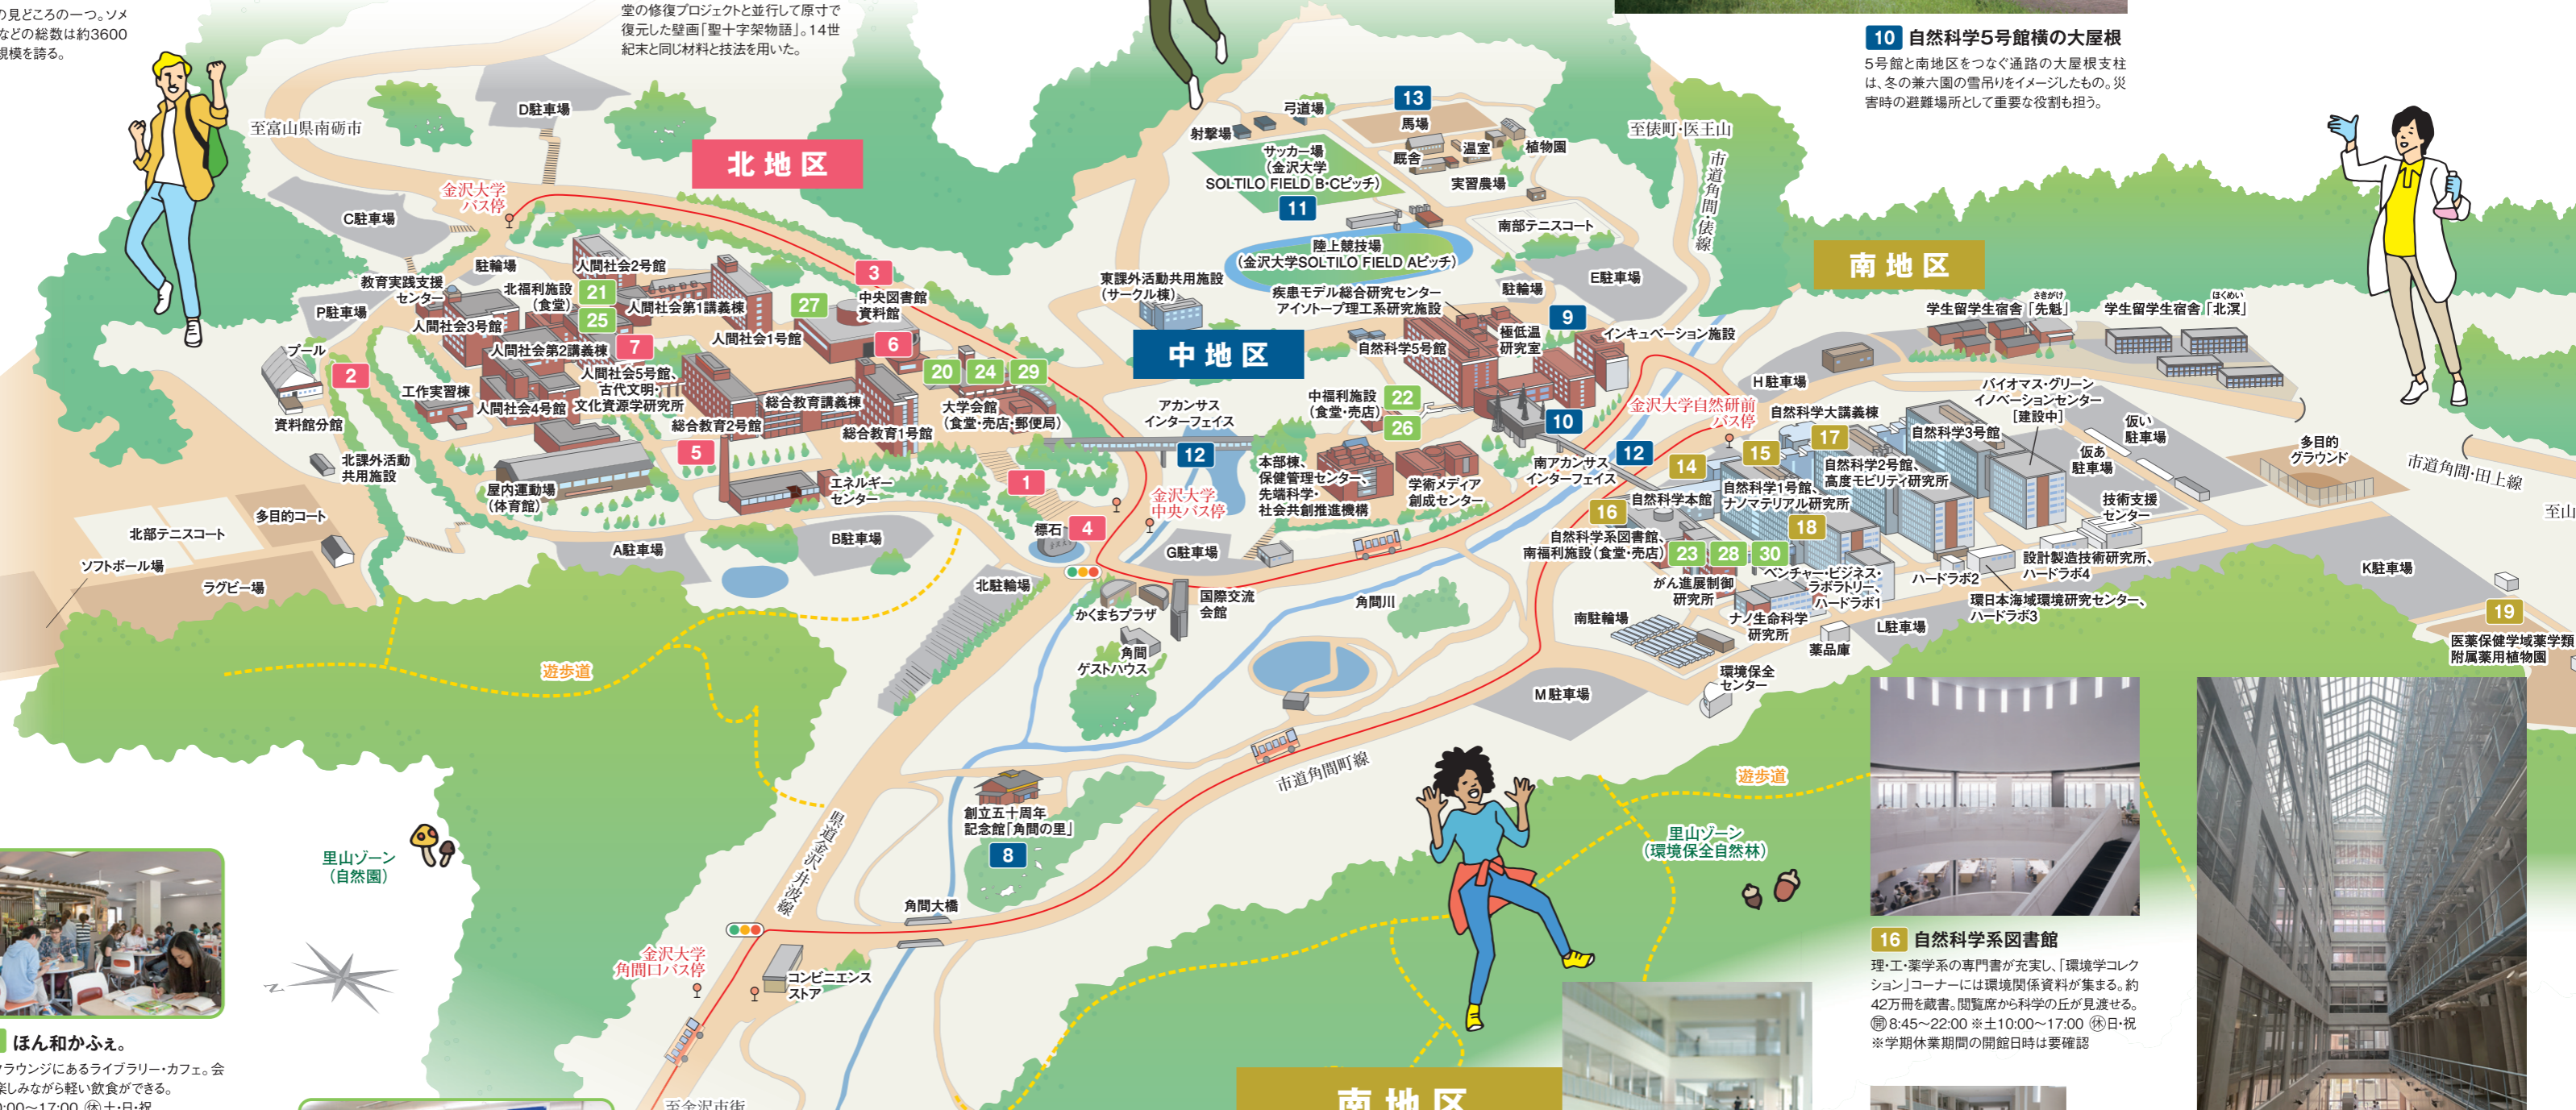 の見どころの一つ。ソメ
などの総数は約3600
規模を誇る。
堂の修復プロジェクトと並行して原寸で
復元した壁画「聖十字架物語」。14世
紀末と同じ材料と技法を用いた。
10 自然科学5号館横の大屋根
5号館と南地区をつなぐ通路の大屋根支柱
は、冬の兼六園の雪吊りをイメージしたもの。災
害時の避難場所として重要な役割も担う。
北地区
至富山県南砺市
D駐車場
金沢大学
バス停
C駐車場
駐輪場
教育実践支援
センター
P駐車場
人間社会2号館
北福利施設
(食堂)
21
25
人間社会第1講義棟
人間社会3号館
人間社会第2講義棟
7
人間社会1号館
27
3
中央図書館
資料館
6
プール
2
資料館分館
工作実習棟
人間社会4号館
人間社会5号館、
古代文明・
文化資源学研究所
総合教育講義棟
総合教育2号館
5
総合教育1号館
20
24
29
大学会館
(食堂・売店・郵便局)
北課外活動
共用施設
屋内運動場
(体育館)
エネルギー
センター
1
標石
4
北部テニスコート
多目的コート
ソフトボール場
ラグビー場
A駐車場
B駐車場
北駐輪場
遊歩道
中地区
射撃場
弓道場
13
馬場
厩舎
温室
植物園
実習農場
サッカー場
(金沢大学
SOLTILO FIELD B・Cピッチ)
11
南部テニスコート
陸上競技場
(金沢大学SOLTILO FIELD Aピッチ)
東課外活動共用施設
(サークル棟)
疾患モデル総合研究センター
アイソトープ理工系研究施設
駐輪場
E駐車場
至俵町・医王山
市道角間・俵線
9
極低温
研究室
インキュベーション施設
自然科学5号館
中福利施設
(食堂・売店)
22
26
10
アカンサス
インターフェイス
12
金沢大学
中央バス停
本部棟、
保健管理センター、
先端科学・
社会共創推進機構
学術メディア
創成センター
南アカンサス
インターフェイス
12
G駐車場
国際交流
会館
かくまちプラザ
角間
ゲストハウス
角間川
創立五十周年
記念館「角間の里」
8
県道金沢・井波線
市道角間町線
角間大橋
金沢大学
角間口バス停
コンビニエンス
ストア
至金沢市街
南地区
学生留学生宿舎「先魁」
さきがけ
学生留学生宿舎「北溟」
ほくめい
H駐車場
金沢大学自然研前
バス停
自然科学大講義棟
17
15
14
自然科学3号館
バイオマス・グリーン
イノベーションセンター
[建設中]
仮い
駐車場
仮あ
駐車場
多目的
グラウンド
市道角間・田上線
至山
自然科学2号館、
高度モビリティ研究所
自然科学1号館、
ナノマテリアル研究所
18
自然科学本館
16
自然科学系図書館、
南福利施設(食堂・売店)
23
28
30
技術支援
センター
がん進展制御
研究所
ベンチャー・ビジネス・
ラボラトリー、
ハードラボ1
ハードラボ2
設計製造技術研究所、
ハードラボ4
環日本海域環境研究センター、
ハードラボ3
K駐車場
19
医薬保健学域薬学類
附属薬用植物園
南駐輪場
ナノ生命科学
研究所
薬品庫
L駐車場
環境保全
センター
M駐車場
遊歩道
里山ゾーン
(環境保全自然林)
里山ゾーン
(自然園)
N
ほん和かふぇ。
ラウンジにあるライブラリー・カフェ。会
楽しみながら軽い飲食ができる。
0:00〜17:00 休土・日・祝
16 自然科学系図書館
理・工・薬学系の専門書が充実し、「環境学コレク
ション」コーナーには環境関係資料が集まる。約
42万冊を蔵書。閲覧席から科学の丘が見渡せる。
開8:45〜22:00 ※土10:00〜17:00 休日・祝
※学期休業期間の開館日時は要確認
南地区